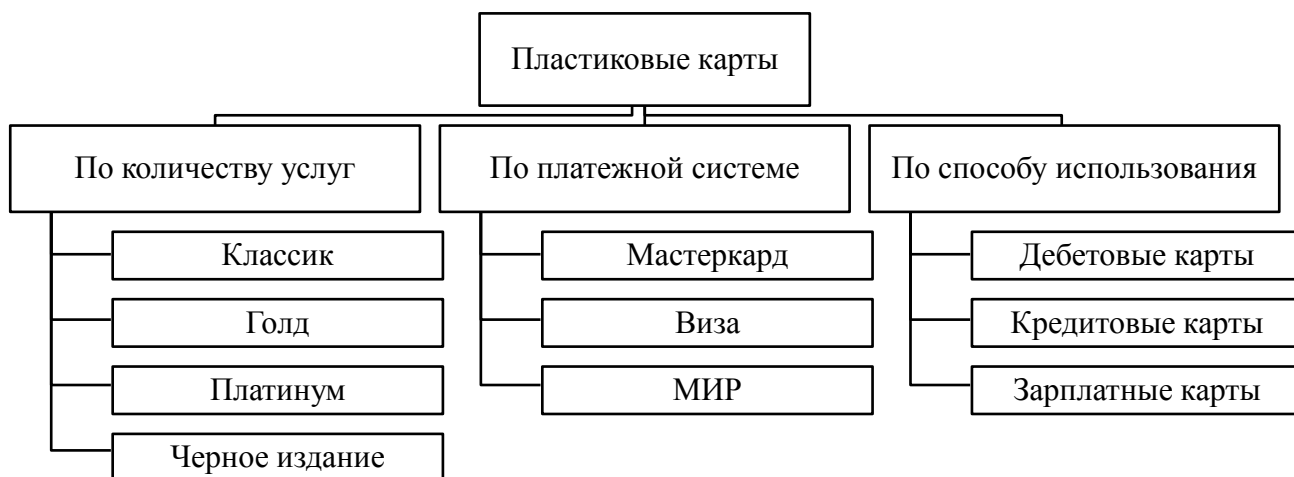 Пластиковые карты
По количеству услуг
Классик
Голд
Платинум
Черное издание
По платежной системе
Мастеркард
Виза
МИР
По способу использования
Дебетовые карты
Кредитовые карты
Зарплатные карты